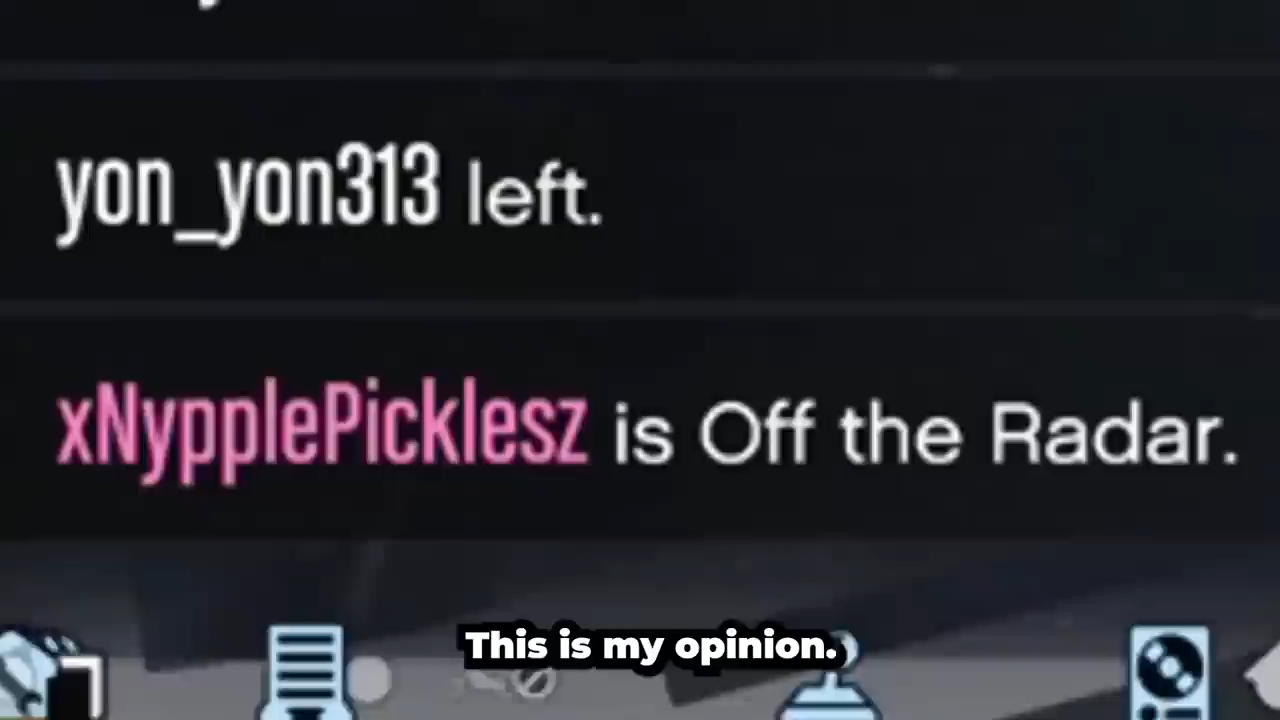 yon_yon313 left.
xNypplePicklesz is Off the Radar.
This is my opinion.